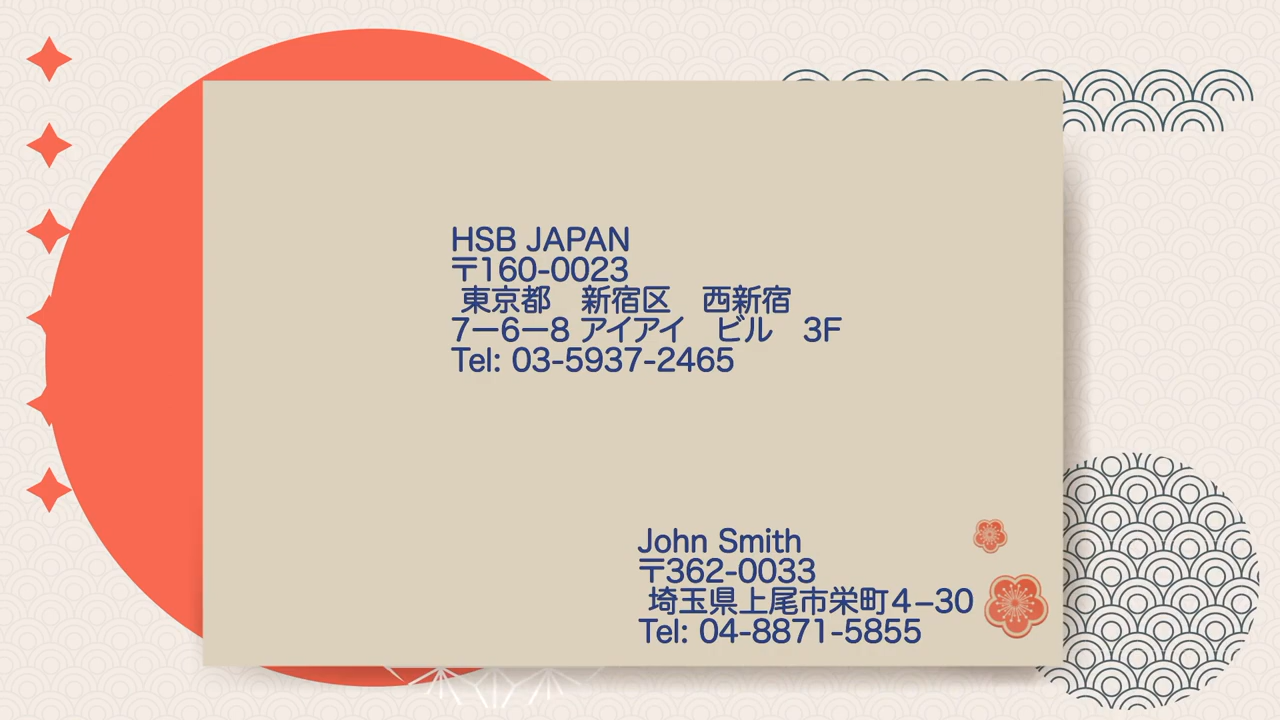 HSB JAPAN
〒160-0023
東京都　新宿区　西新宿
7ー6ー8 アイアイ　ビル　3F
Tel: 03-5937-2465
John Smith
〒362-0033
埼玉県上尾市栄町４−30
Tel: 04-8871-5855